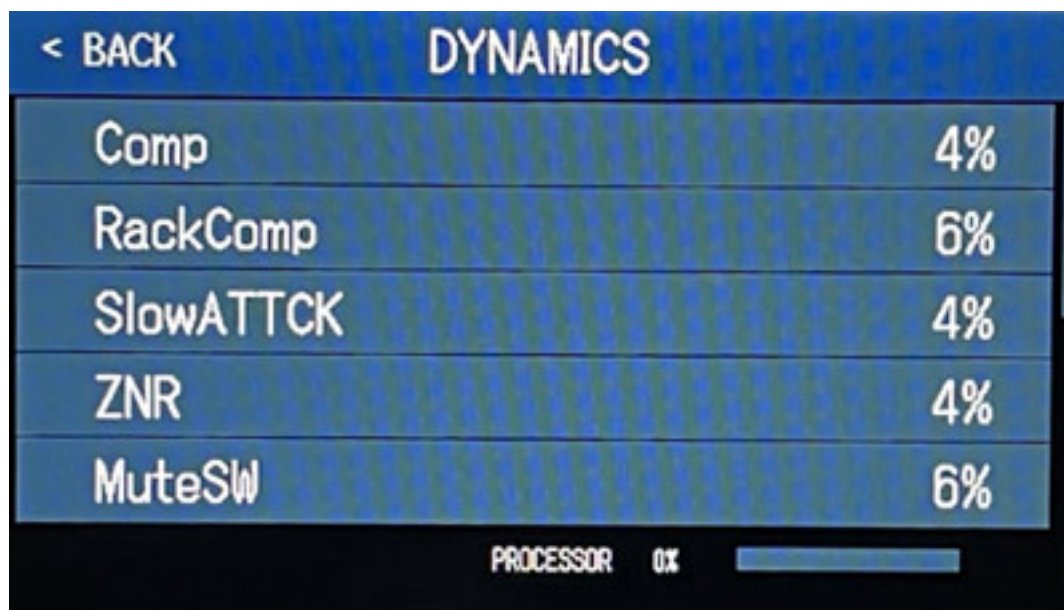 < BACK DYNAMICS
Comp 4%
RackComp 6%
SlowATTCK 4%
ZNR 4%
MuteSW 6%
PROCESSOR 0%